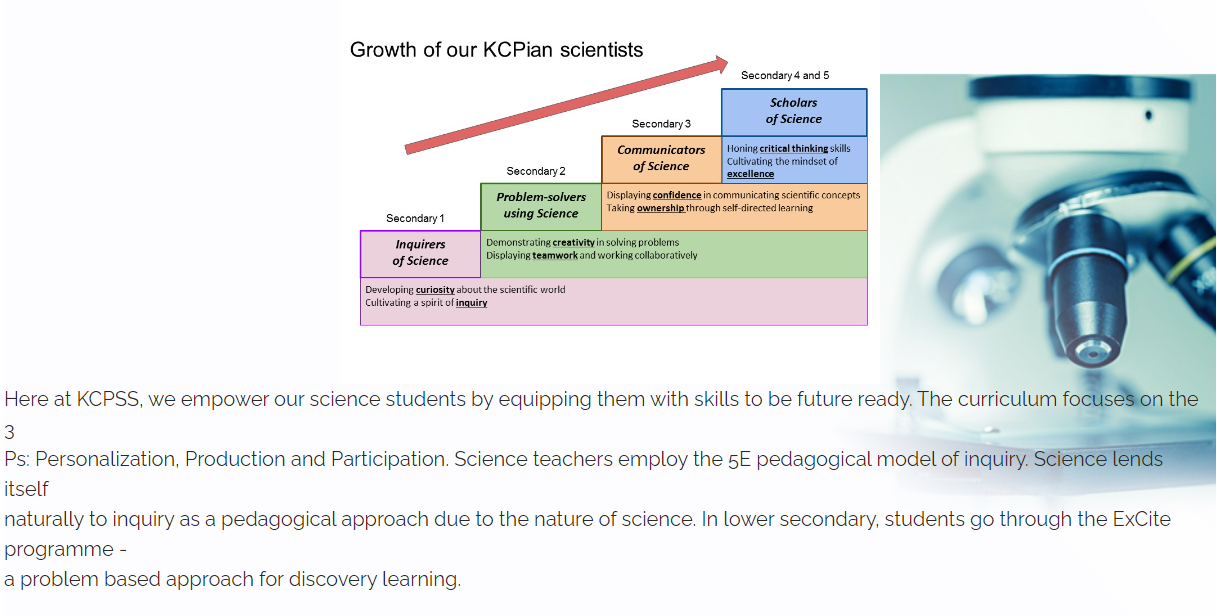 Growth of our KCPian scientists
Secondary 4 and 5
Scholars
of Science
Secondary 3
Communicators
of Science
Honing critical thinking skills
Cultivating the mindset of
excellence
Secondary 2
Problem-solvers
using Science
Displaying confidence in communicating scientific concepts
Taking ownership through self-directed learning
Secondary 1
Inquirers
of Science
Demonstrating creativity in solving problems
Displaying teamwork and working collaboratively
Developing curiosity about the scientific world
Cultivating a spirit of inquiry
Here at KCPSS, we empower our science students by equipping them with skills to be future ready. The curriculum focuses on the
3
Ps: Personalization, Production and Participation. Science teachers employ the 5E pedagogical model of inquiry. Science lends
itself
naturally to inquiry as a pedagogical approach due to the nature of science. In lower secondary, students go through the ExCite
programme -
a problem based approach for discovery learning.